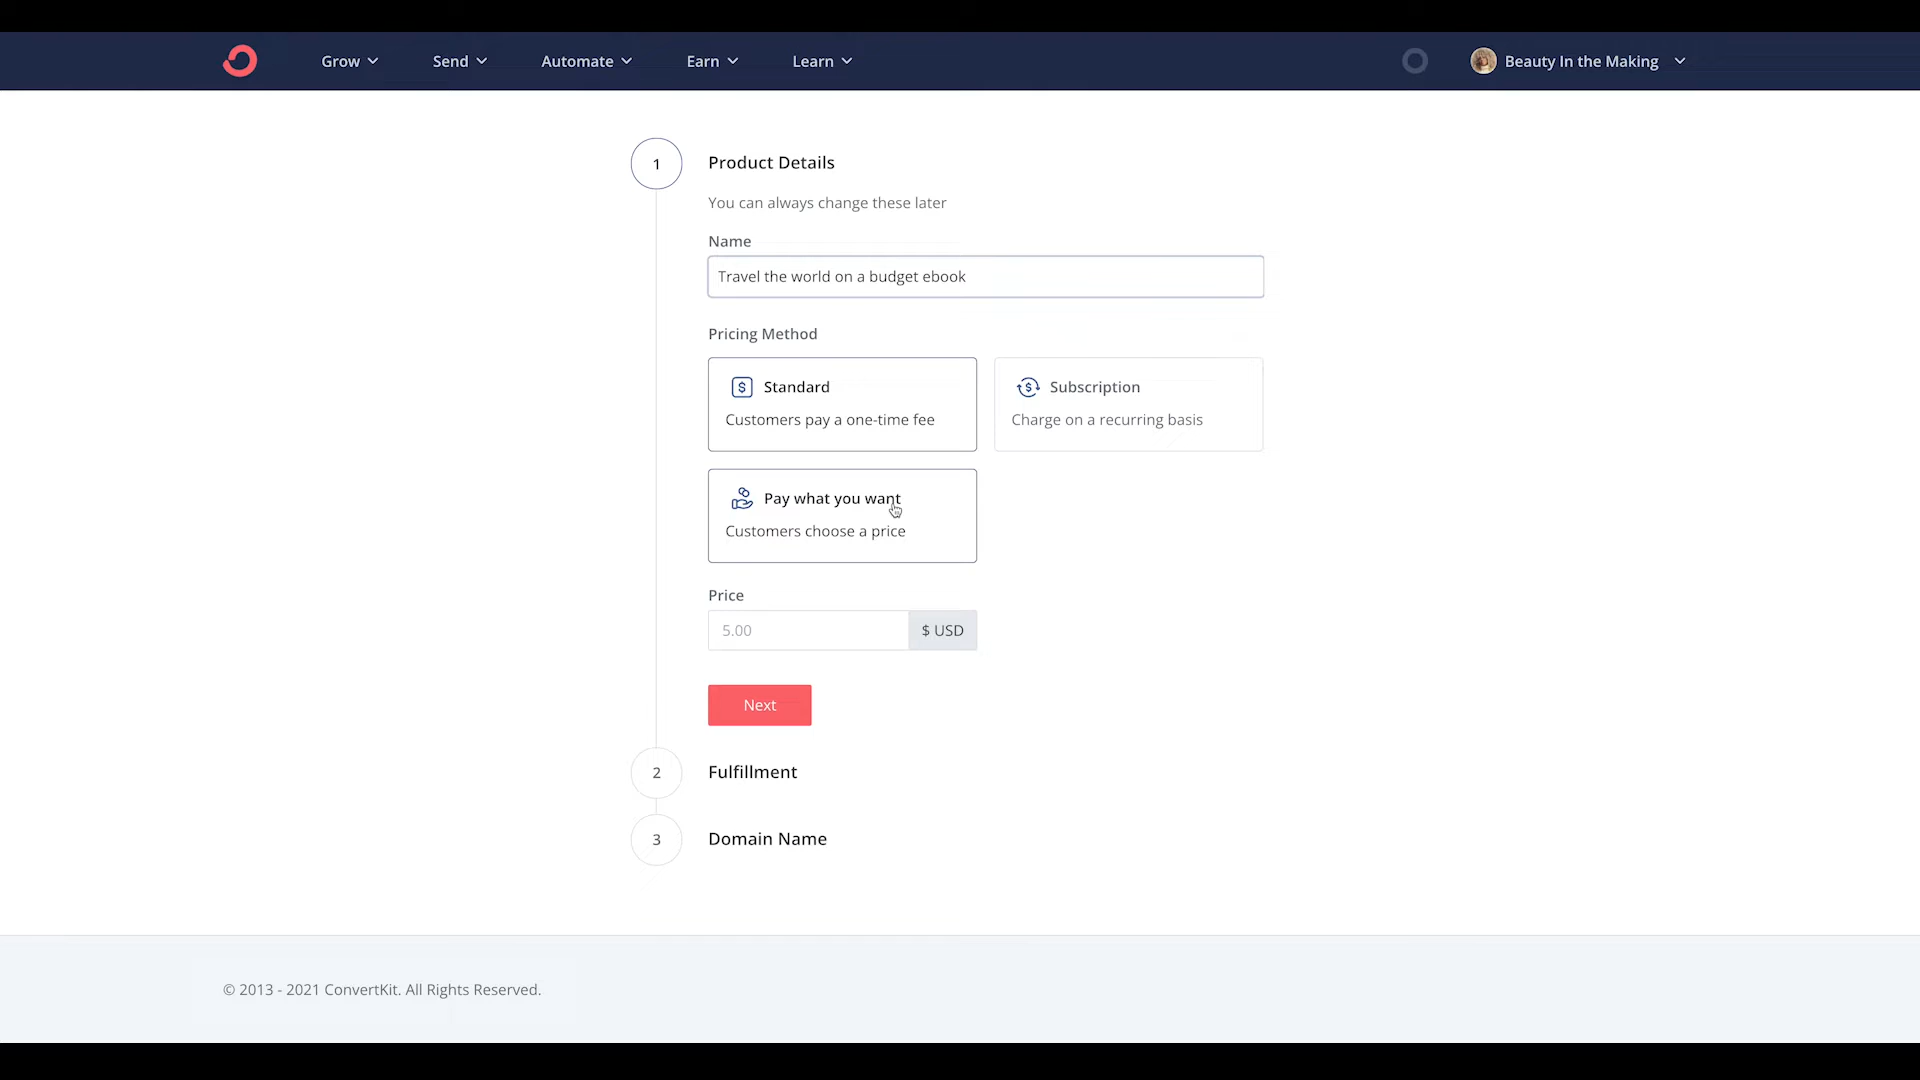 Grow
Send
Automate
Earn
Learn
Beauty In the Making
1
Product Details
You can always change these later
Name
Travel the world on a budget ebook
Pricing Method
$ Standard
Customers pay a one-time fee
$ Subscription
Charge on a recurring basis
Pay what you want
Customers choose a price
Price
5.00
$ USD
Next
2
Fulfillment
3
Domain Name
© 2013 - 2021 ConvertKit. All Rights Reserved.